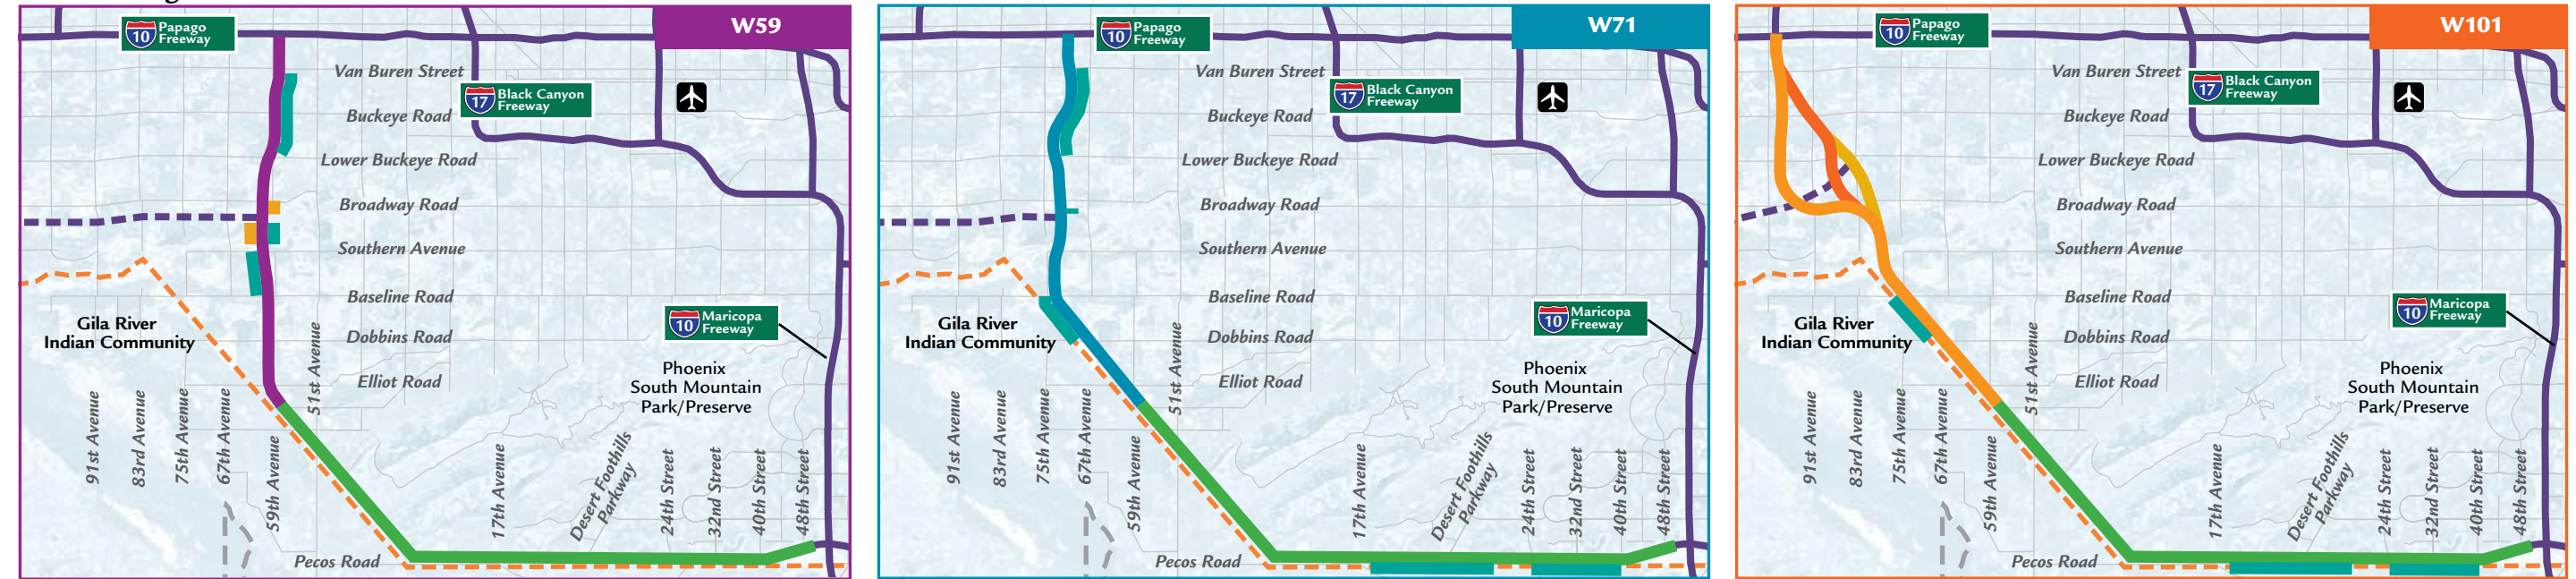 W59
10 Papago
Freeway
Van Buren Street
17 Black Canyon
Freeway
Buckeye Road
Lower Buckeye Road
Broadway Road
Southern Avenue
Baseline Road
10 Maricopa
Freeway
Gila River
Indian Community
Dobbins Road
51st Avenue
Elliot Road
Phoenix
South Mountain
Park/Preserve
91st Avenue
83rd Avenue
75th Avenue
67th Avenue
59th Avenue
17th Avenue
Desert Foothills
Parkway
24th Street
32nd Street
40th Street
48th Street
Pecos Road
W71
10 Papago
Freeway
Van Buren Street
17 Black Canyon
Freeway
Buckeye Road
Lower Buckeye Road
Broadway Road
Southern Avenue
Baseline Road
10 Maricopa
Freeway
Gila River
Indian Community
Dobbins Road
51st Avenue
Elliot Road
Phoenix
South Mountain
Park/Preserve
91st Avenue
83rd Avenue
75th Avenue
67th Avenue
59th Avenue
17th Avenue
Desert Foothills
Parkway
24th Street
32nd Street
40th Street
48th Street
Pecos Road
W101
10 Papago
Freeway
Van Buren Street
17 Black Canyon
Freeway
Buckeye Road
Lower Buckeye Road
Broadway Road
Southern Avenue
Baseline Road
10 Maricopa
Freeway
Gila River
Indian Community
Dobbins Road
51st Avenue
Elliot Road
Phoenix
South Mountain
Park/Preserve
91st Avenue
83rd Avenue
75th Avenue
67th Avenue
59th Avenue
17th Avenue
Desert Foothills
Parkway
24th Street
32nd Street
40th Street
48th Street
Pecos Road